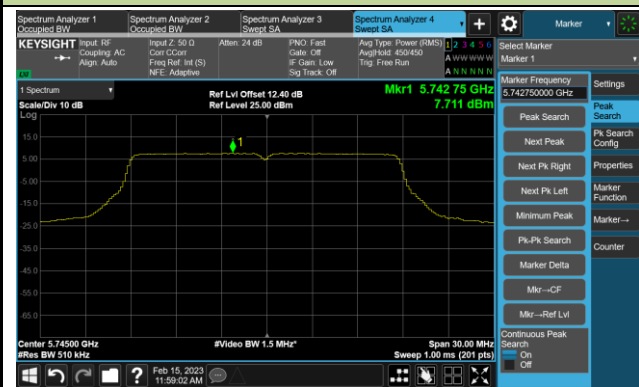 Spectrum Analyzer 1
Occupied BW
Spectrum Analyzer 2
Occupied BW
Spectrum Analyzer 3
Swept SA
Spectrum Analyzer 4
Swept SA
Marker
KEYSIGHT
Input: RF
Coupling: AC
Align: Auto
Input Z: 50 Ω
Corr CCorr
Freq Ref: Int (S)
NFE: Adaptive
Atten: 24 dB
PNO: Fast
Gate: Off
IF Gain: Low
Sig Track: Off
Avg Type: Power (RMS)
Avg|Hold: 450/450
Trig: Free Run
1 2 3 4 5 6
A W W W W W
A N N N N N
Select Marker
Marker 1
1 Spectrum
Scale/Div 10 dB
Log
Ref Lvl Offset 12.40 dB
Ref Level 25.00 dBm
Mkr1 5.742 75 GHz
7.711 dBm
15.0
5.00
-5.00
-15.0
-25.0
-35.0
-45.0
-55.0
-65.0
1
Center 5.74500 GHz
#Res BW 510 kHz
#Video BW 1.5 MHz*
Span 30.00 MHz
Sweep 1.00 ms (201 pts)
Marker Frequency
5.742750000 GHz
Peak Search
Next Peak
Next Pk Right
Next Pk Left
Minimum Peak
Pk-Pk Search
Marker Delta
Mkr→CF
Mkr→Ref Lvl
Continuous Peak
Search
On
Off
Settings
Peak
Search
Pk Search
Config
Properties
Marker
Function
Marker→
Counter
Feb 15, 2023
11:59:02 AM